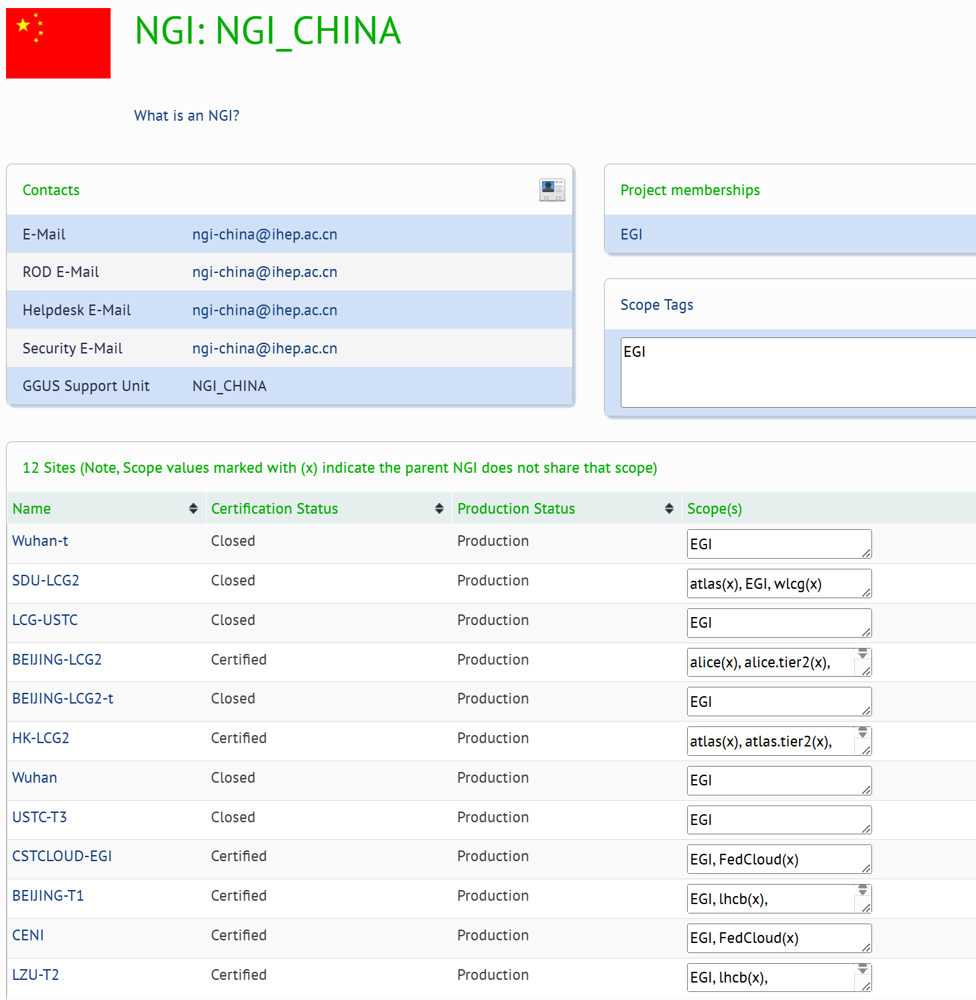 NGI: NGI_CHINA
What is an NGI?
Contacts
E-Mail ngi-china@ihep.ac.cn
ROD E-Mail ngi-china@ihep.ac.cn
Helpdesk E-Mail ngi-china@ihep.ac.cn
Security E-Mail ngi-china@ihep.ac.cn
GGUS Support Unit NGI_CHINA
Project memberships
EGI
Scope Tags
EGI
12 Sites (Note, Scope values marked with (x) indicate the parent NGI does not share that scope)
Name Certification Status Production Status Scope(s)
Wuhan-t Closed Production EGI
SDU-LCG2 Closed Production atlas(x), EGI, wlcg(x)
LCG-USTC Closed Production EGI
BEIJING-LCG2 Certified Production alice(x), alice.tier2(x),
BEIJING-LCG2-t Closed Production EGI
HK-LCG2 Certified Production atlas(x), atlas.tier2(x),
Wuhan Closed Production EGI
USTC-T3 Closed Production EGI
CSTCLOUD-EGI Certified Production EGI, FedCloud(x)
BEIJING-T1 Certified Production EGI, lhcb(x),
CENI Certified Production EGI, FedCloud(x)
LZU-T2 Certified Production EGI, lhcb(x),